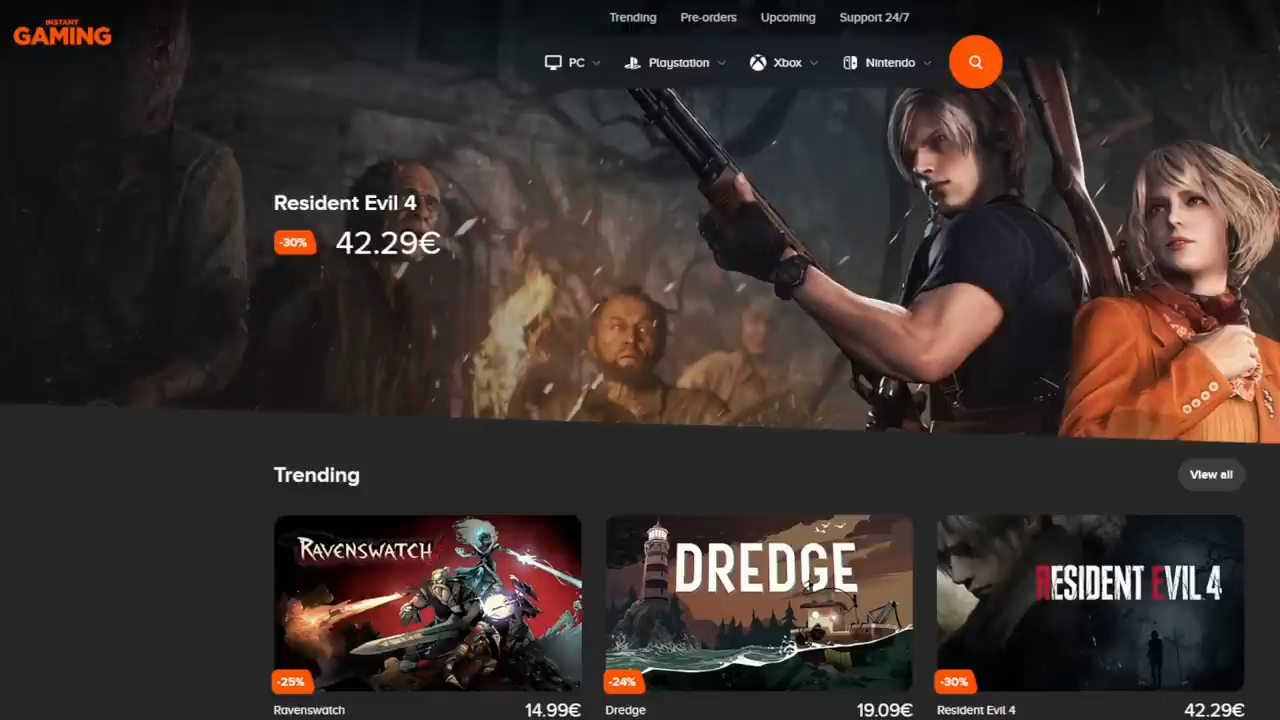 INSTANT
GAMING
Trending Pre-orders Upcoming Support 24/7
PC Playstation Xbox Nintendo
Resident Evil 4
-30% 42.29€
Trending
View all
RAVENSWATCH
DREDGE
RESIDENT EVIL 4
-25%
-24%
-30%
Ravenswatch 14.99€
Dredge 19.09€
Resident Evil 4 42.29€